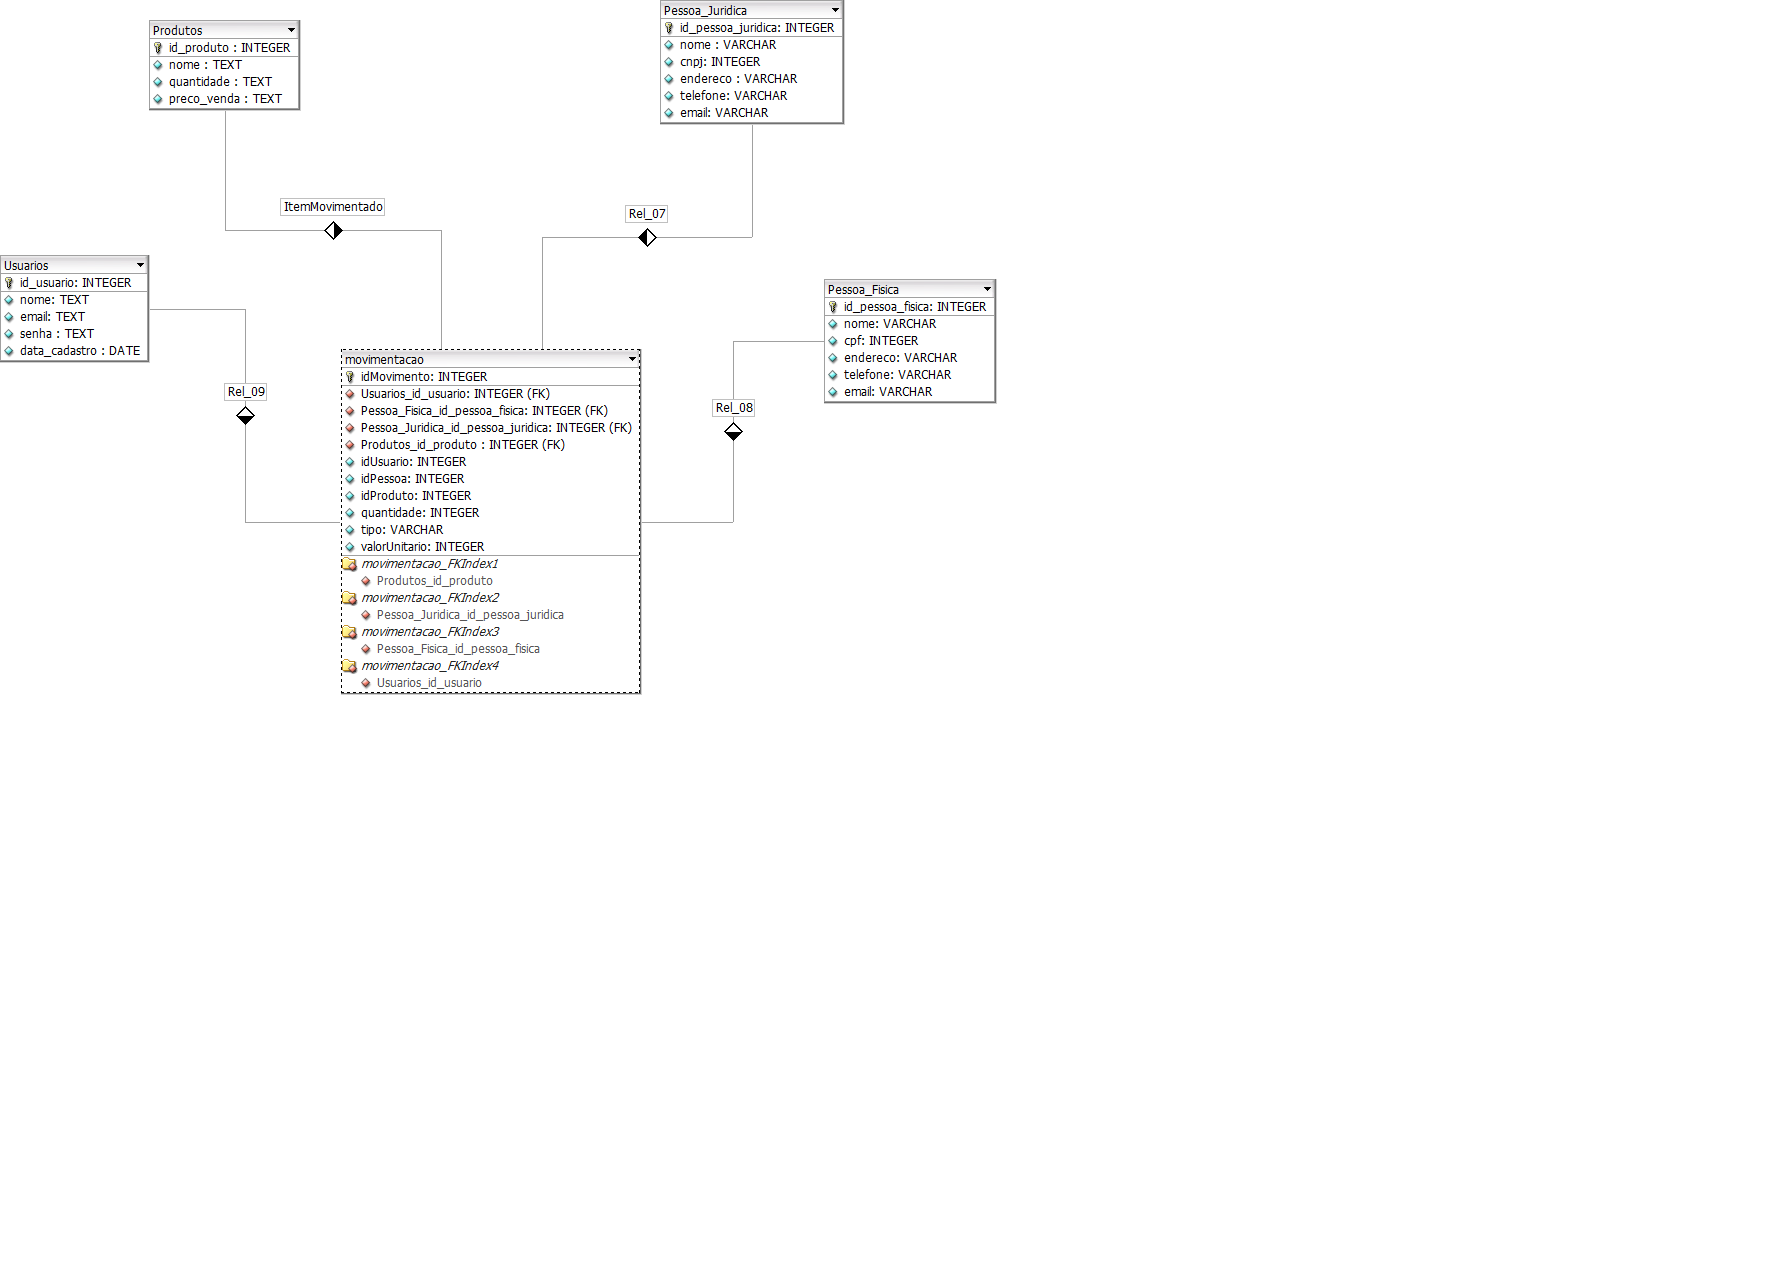 Produtos
id_produto : INTEGER
nome : TEXT
quantidade : TEXT
preco_venda : TEXT
Pessoa_Juridica
id_pessoa_juridica: INTEGER
nome : VARCHAR
cnpj: INTEGER
endereco : VARCHAR
telefone: VARCHAR
email: VARCHAR
ItemMovimentado
Rel_07
Usuarios
id_usuario: INTEGER
nome: TEXT
email: TEXT
senha : TEXT
data_cadastro : DATE
Pessoa_Fisica
id_pessoa_fisica: INTEGER
nome: VARCHAR
cpf: INTEGER
endereco: VARCHAR
telefone: VARCHAR
email: VARCHAR
Rel_09
Rel_08
movimentacao
idMovimento: INTEGER
Usuarios_id_usuario: INTEGER (FK)
Pessoa_Fisica_id_pessoa_fisica: INTEGER (FK)
Pessoa_Juridica_id_pessoa_juridica: INTEGER (FK)
Produtos_id_produto : INTEGER (FK)
idUsuario: INTEGER
idPessoa: INTEGER
idProduto: INTEGER
quantidade: INTEGER
tipo: VARCHAR
valorUnitario: INTEGER
movimentacao_FKIndex1
Produtos_id_produto
movimentacao_FKIndex2
Pessoa_Juridica_id_pessoa_juridica
movimentacao_FKIndex3
Pessoa_Fisica_id_pessoa_fisica
movimentacao_FKIndex4
Usuarios_id_usuario